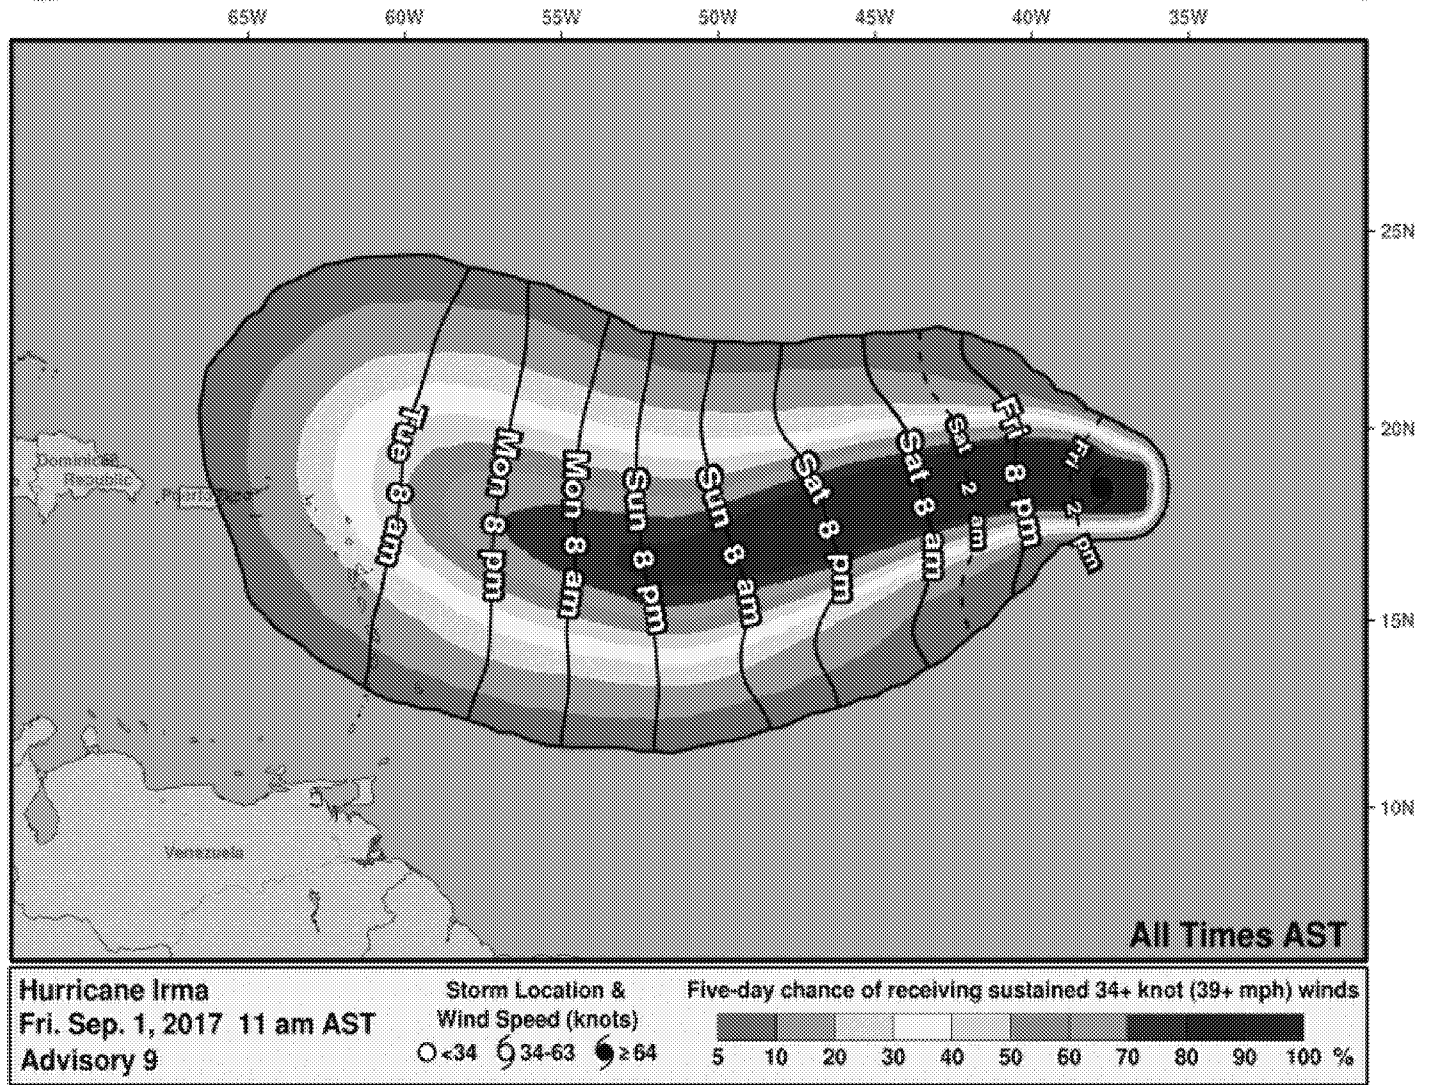 65W 60W 55W 50W 45W 40W 35W
25N
20N
15N
10N
Tue 8 am
Mon 8 pm
Mon 8 am
Sun 8 pm
Sun 8 am
Sat 8 pm
Sat 8 am
Sat 2 am
Fri 8 pm
Fri 2 pm
Republic
Venezuela
All Times AST
Hurricane Irma
Fri. Sep. 1, 2017 11 am AST
Advisory 9
Storm Location &
Wind Speed (knots)
<34 34-63 ≥64
Five-day chance of receiving sustained 34+ knot (39+ mph) winds
5 10 20 30 40 50 60 70 80 90 100 %